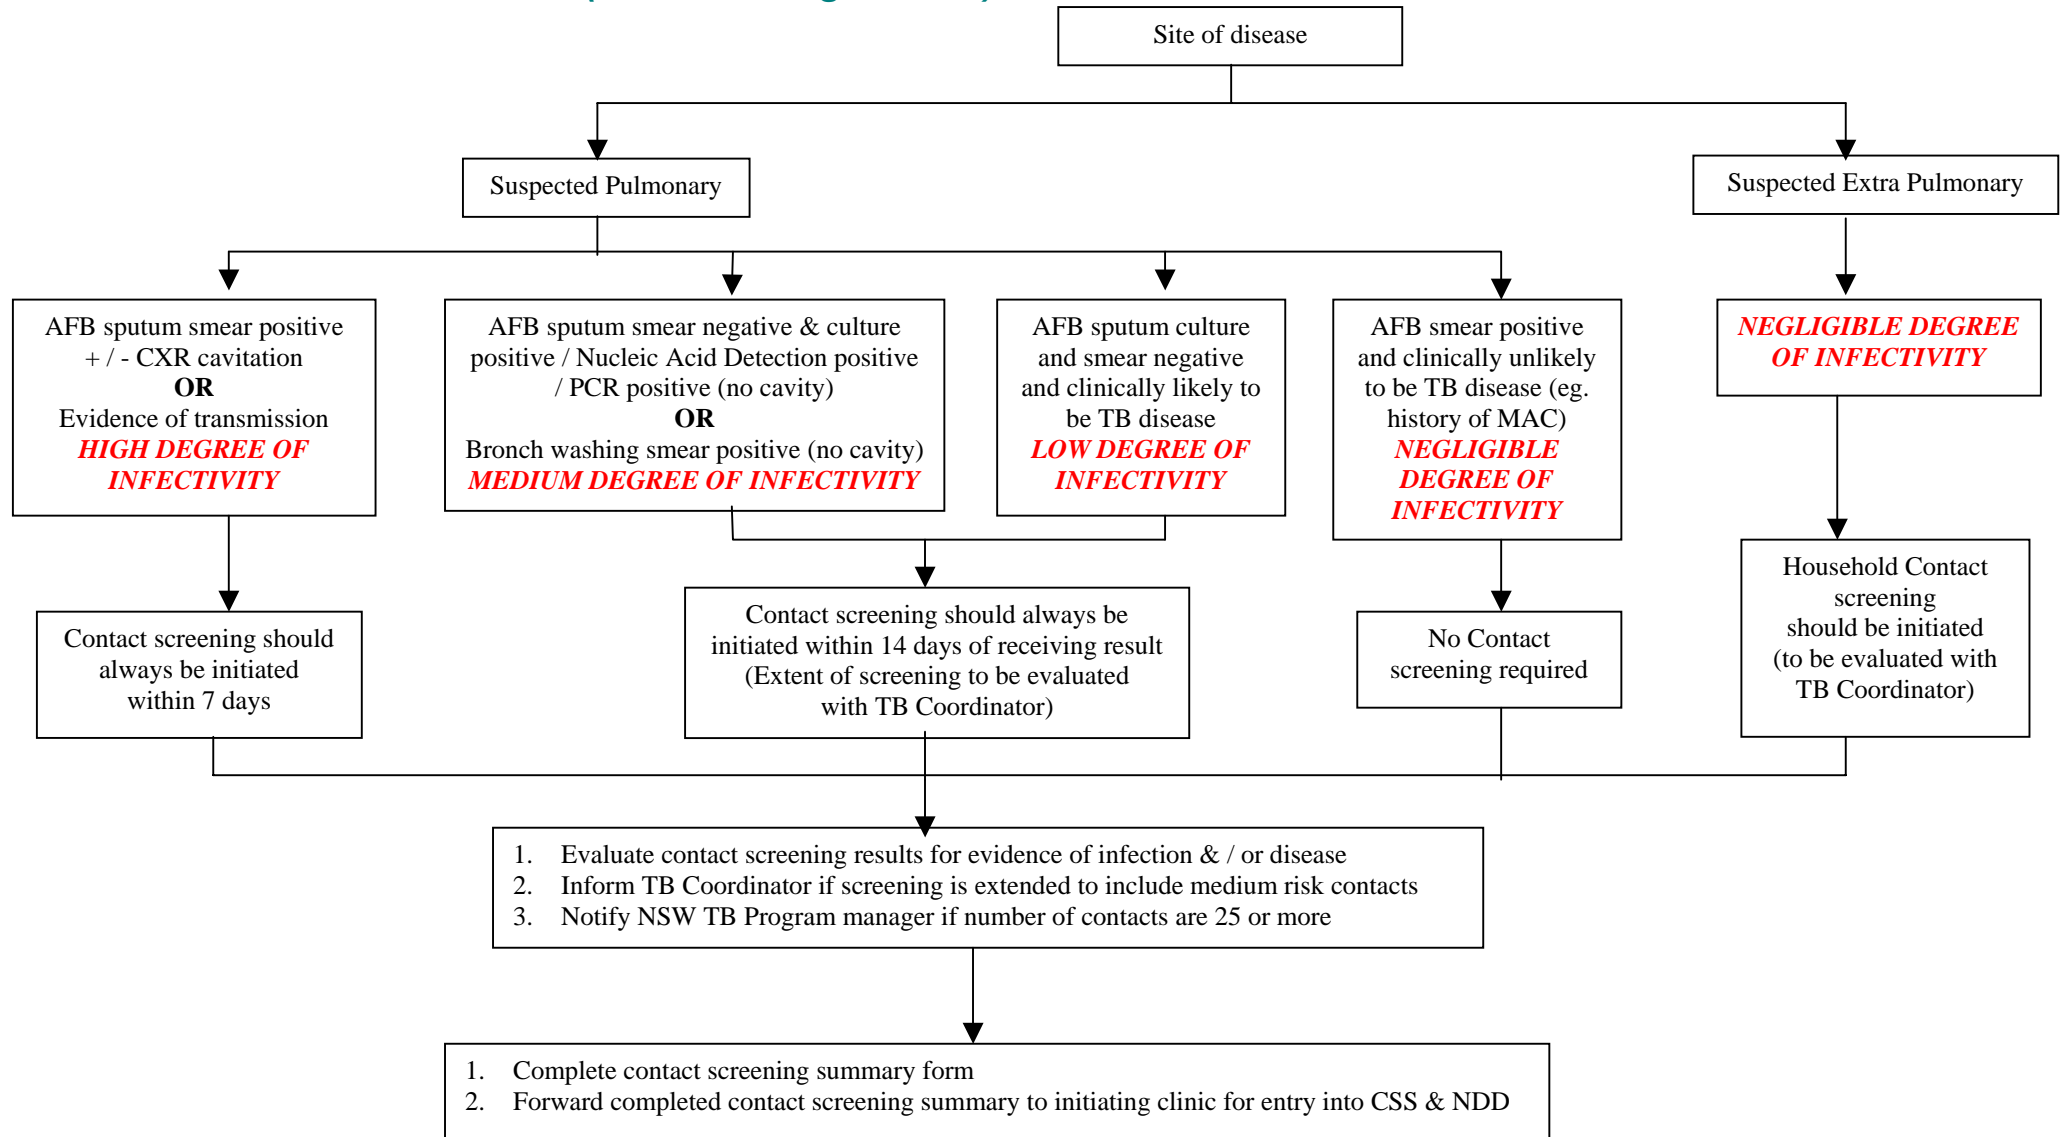 Site of disease
Suspected Pulmonary
Suspected Extra Pulmonary
AFB sputum smear positive
+ / - CXR cavitation
OR
Evidence of transmission
HIGH DEGREE OF
INFECTIVITY
AFB sputum smear negative & culture
positive / Nucleic Acid Detection positive
/ PCR positive (no cavity)
OR
Bronch washing smear positive (no cavity)
MEDIUM DEGREE OF INFECTIVITY
AFB sputum culture
and smear negative
and clinically likely to
be TB disease
LOW DEGREE OF
INFECTIVITY
AFB smear positive
and clinically unlikely
to be TB disease (eg.
history of MAC)
NEGLIGIBLE
DEGREE OF
INFECTIVITY
NEGLIGIBLE DEGREE
OF INFECTIVITY
Contact screening should
always be initiated
within 7 days
Contact screening should always be
initiated within 14 days of receiving result
(Extent of screening to be evaluated
with TB Coordinator)
No Contact
screening required
Household Contact
screening
should be initiated
(to be evaluated with
TB Coordinator)
1. Evaluate contact screening results for evidence of infection & / or disease
2. Inform TB Coordinator if screening is extended to include medium risk contacts
3. Notify NSW TB Program manager if number of contacts are 25 or more
1. Complete contact screening summary form
2. Forward completed contact screening summary to initiating clinic for entry into CSS & NDD